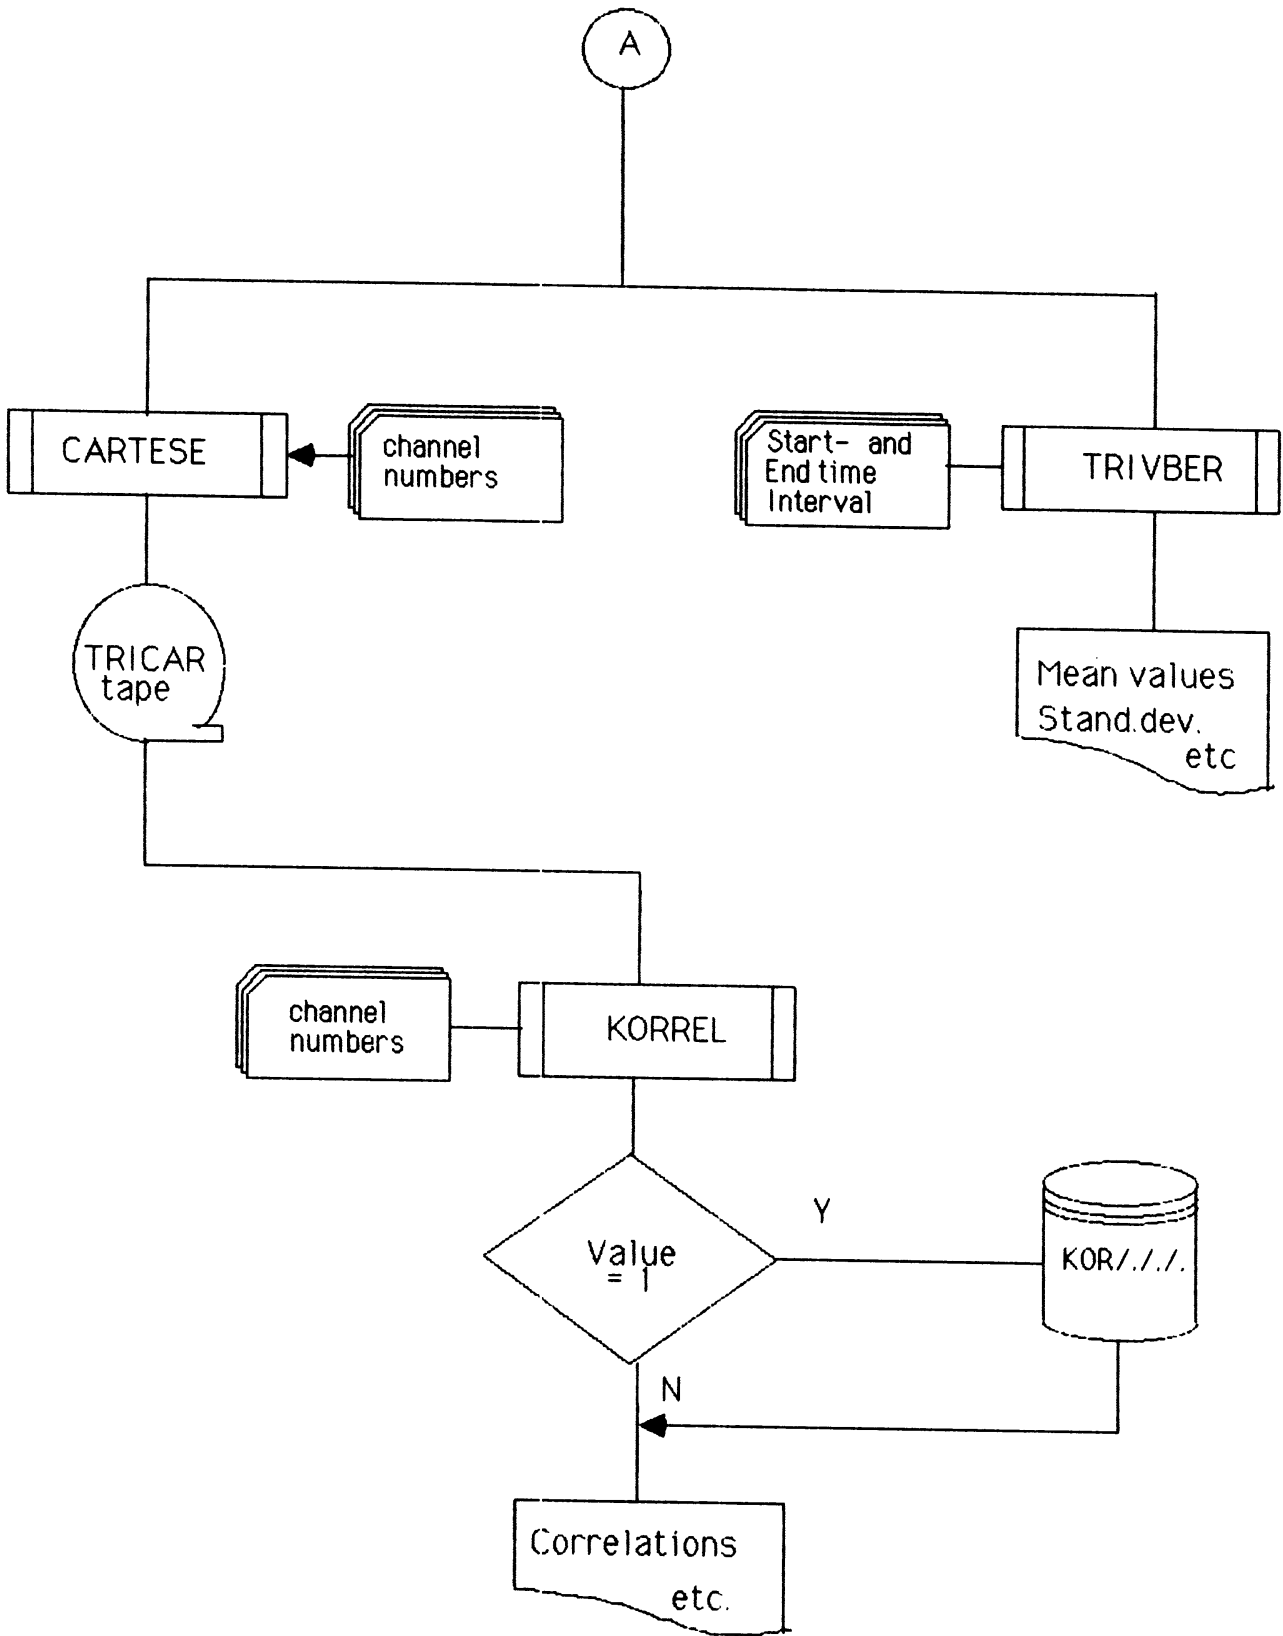 A
CARTESE
channel
numbers
Start- and
End time
Interval
TRIVBER
TRICAR
tape
Mean values
Stand.dev.
etc
channel
numbers
KORREL
Value
= 1
Y
KOR/././.
N
Correlations
etc.